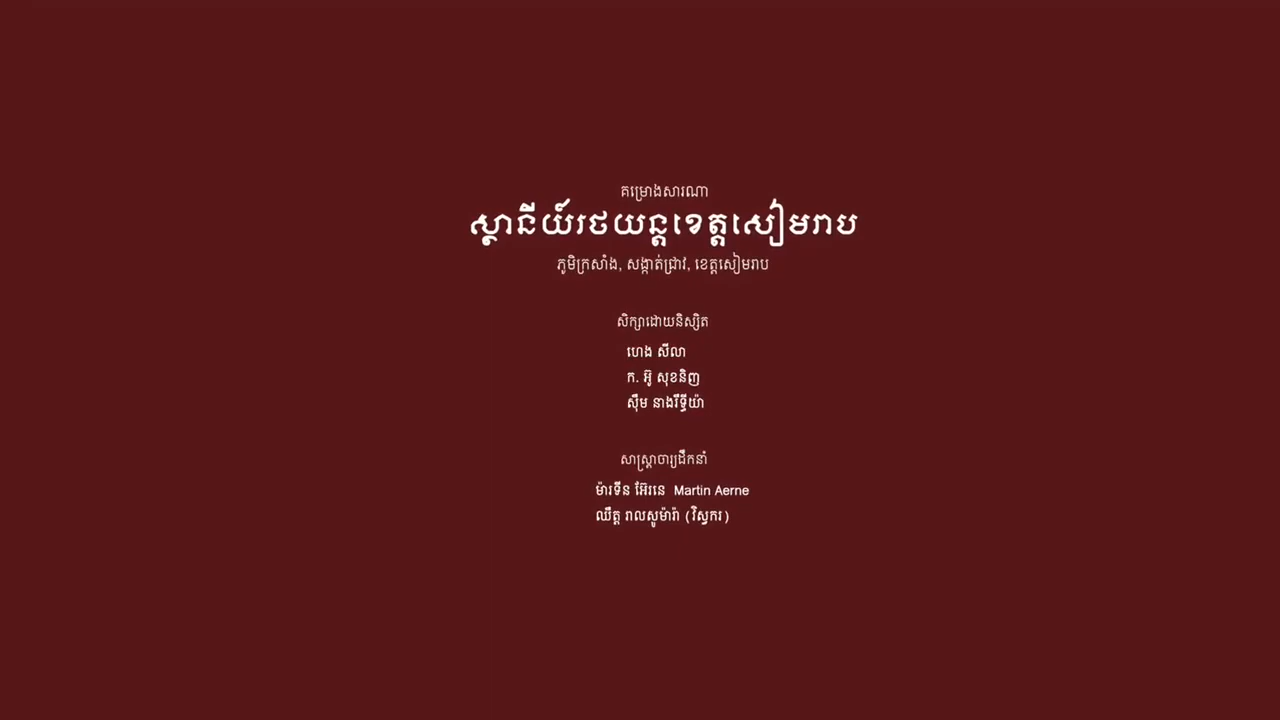 គម្រោងសារណា
ស្ថានីយ៍រថយន្តខេត្តសៀមរាប
ភូមិក្រសាំង, សង្កាត់ជ្រាវ, ខេត្តសៀមរាប
សិក្សាដោយនិស្សិត
ហេង សីលា
ក. អ៊ូ សុខនិញ
ស៊ឹម នាងរឹទ្ធីយ៉ា
សាស្ត្រាចារ្យដឹកនាំ
ម៉ារទីន អ៊ែរនេ Martin Aerne
ឈឹត្ត រាលសូម៉ារ៉ា (វិស្វករ)